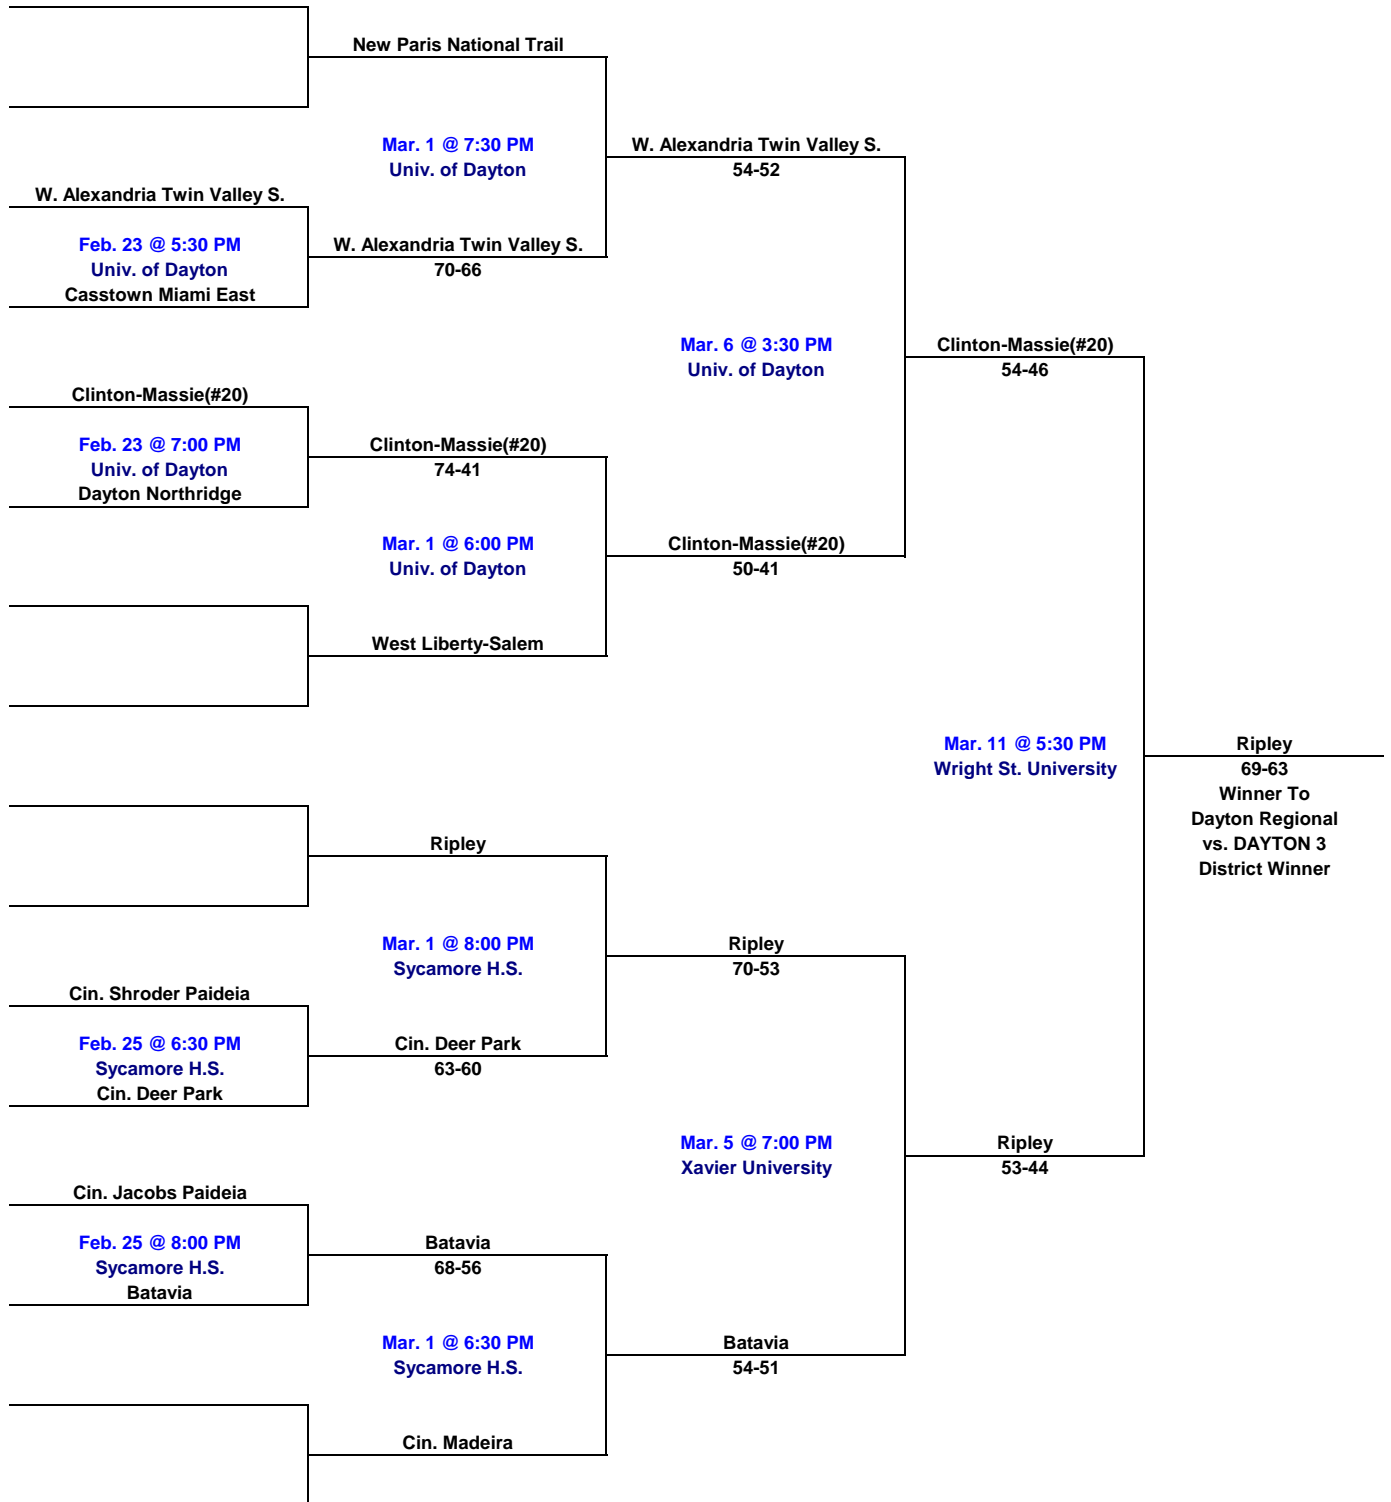 New Paris National Trail
Mar. 1 @ 7:30 PM
Univ. of Dayton
W. Alexandria Twin Valley S.
54-52
W. Alexandria Twin Valley S.
Feb. 23 @ 5:30 PM
Univ. of Dayton
Casstown Miami East
W. Alexandria Twin Valley S.
70-66
Mar. 6 @ 3:30 PM
Univ. of Dayton
Clinton-Massie(#20)
54-46
Clinton-Massie(#20)
Feb. 23 @ 7:00 PM
Univ. of Dayton
Dayton Northridge
Clinton-Massie(#20)
74-41
Mar. 1 @ 6:00 PM
Univ. of Dayton
Clinton-Massie(#20)
50-41
West Liberty-Salem
Mar. 11 @ 5:30 PM
Wright St. University
Ripley
69-63
Winner To
Dayton Regional
vs. DAYTON 3
District Winner
Ripley
Mar. 1 @ 8:00 PM
Sycamore H.S.
Ripley
70-53
Cin. Shroder Paideia
Feb. 25 @ 6:30 PM
Sycamore H.S.
Cin. Deer Park
Cin. Deer Park
63-60
Mar. 5 @ 7:00 PM
Xavier University
Ripley
53-44
Cin. Jacobs Paideia
Feb. 25 @ 8:00 PM
Sycamore H.S.
Batavia
Batavia
68-56
Mar. 1 @ 6:30 PM
Sycamore H.S.
Batavia
54-51
Cin. Madeira